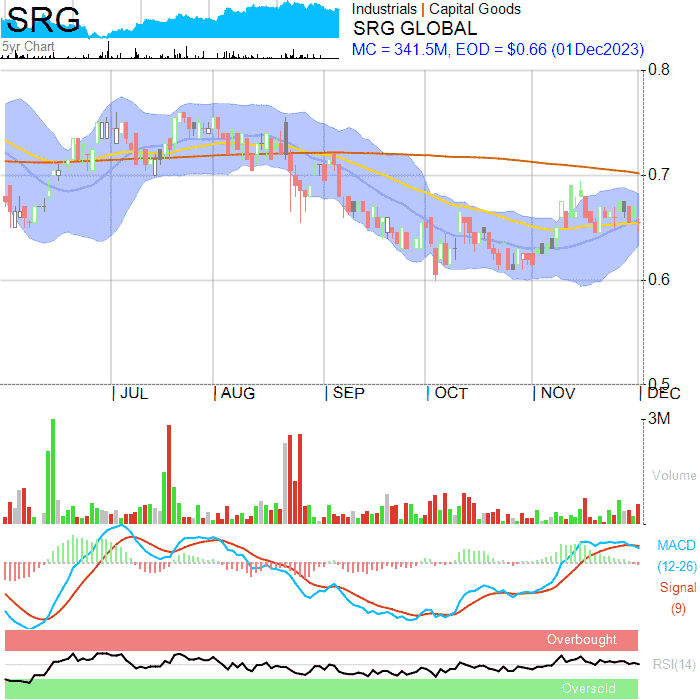 SRG
5yr Chart
Industrials | Capital Goods
SRG GLOBAL
MC = 341.5M, EOD = $0.66 (01Dec2023)
0.8
0.7
0.6
0.5
JUL
AUG
SEP
OCT
NOV
DEC
3M
Volume
MACD
(12-26)
Signal
(9)
Overbought
RSI(14)
Oversold